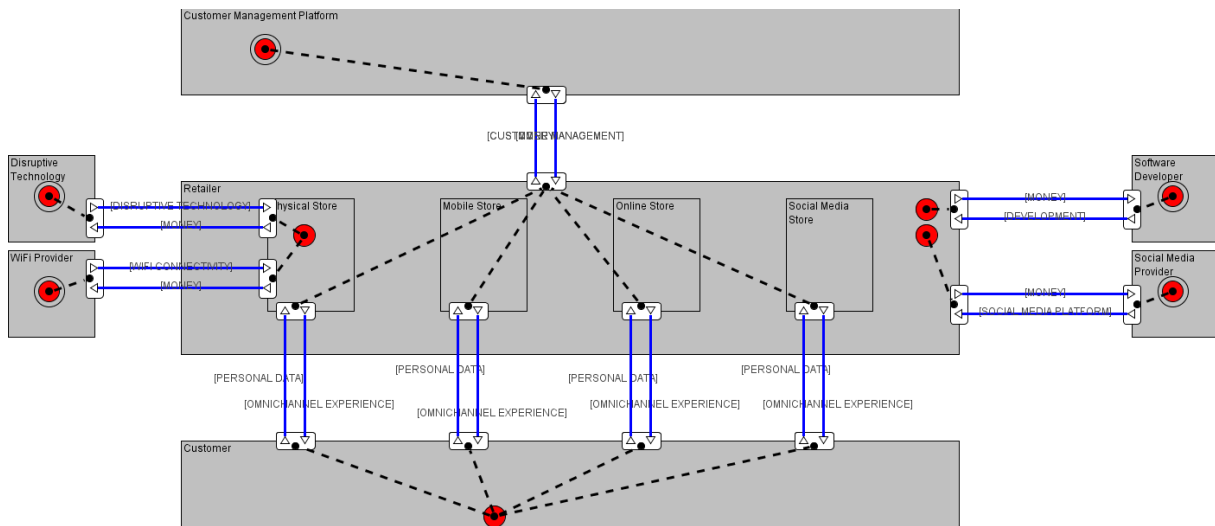 Customer Management Platform
MANAGEMENT]
Disruptive
Technology
Software
Developer
Retailer
[DISRUPTIVE TECHNOLOGY]
[MONEY]
Physical Store
Mobile Store
Online Store
Social Media
Store
[MONEY]
[DEVELOPMENT]
WiFi Provider
[WIFI CONNECTIVITY]
[MONEY]
Social Media
Provider
[MONEY]
[SOCIAL MEDIA PLATFORM]
[PERSONAL DATA]
[PERSONAL DATA]
[PERSONAL DATA]
[PERSONAL DATA]
[OMNICHANNEL EXPERIENCE]
[OMNICHANNEL EXPERIENCE]
[OMNICHANNEL EXPERIENCE]
[OMNICHANNEL EXPERIENCE]
Customer